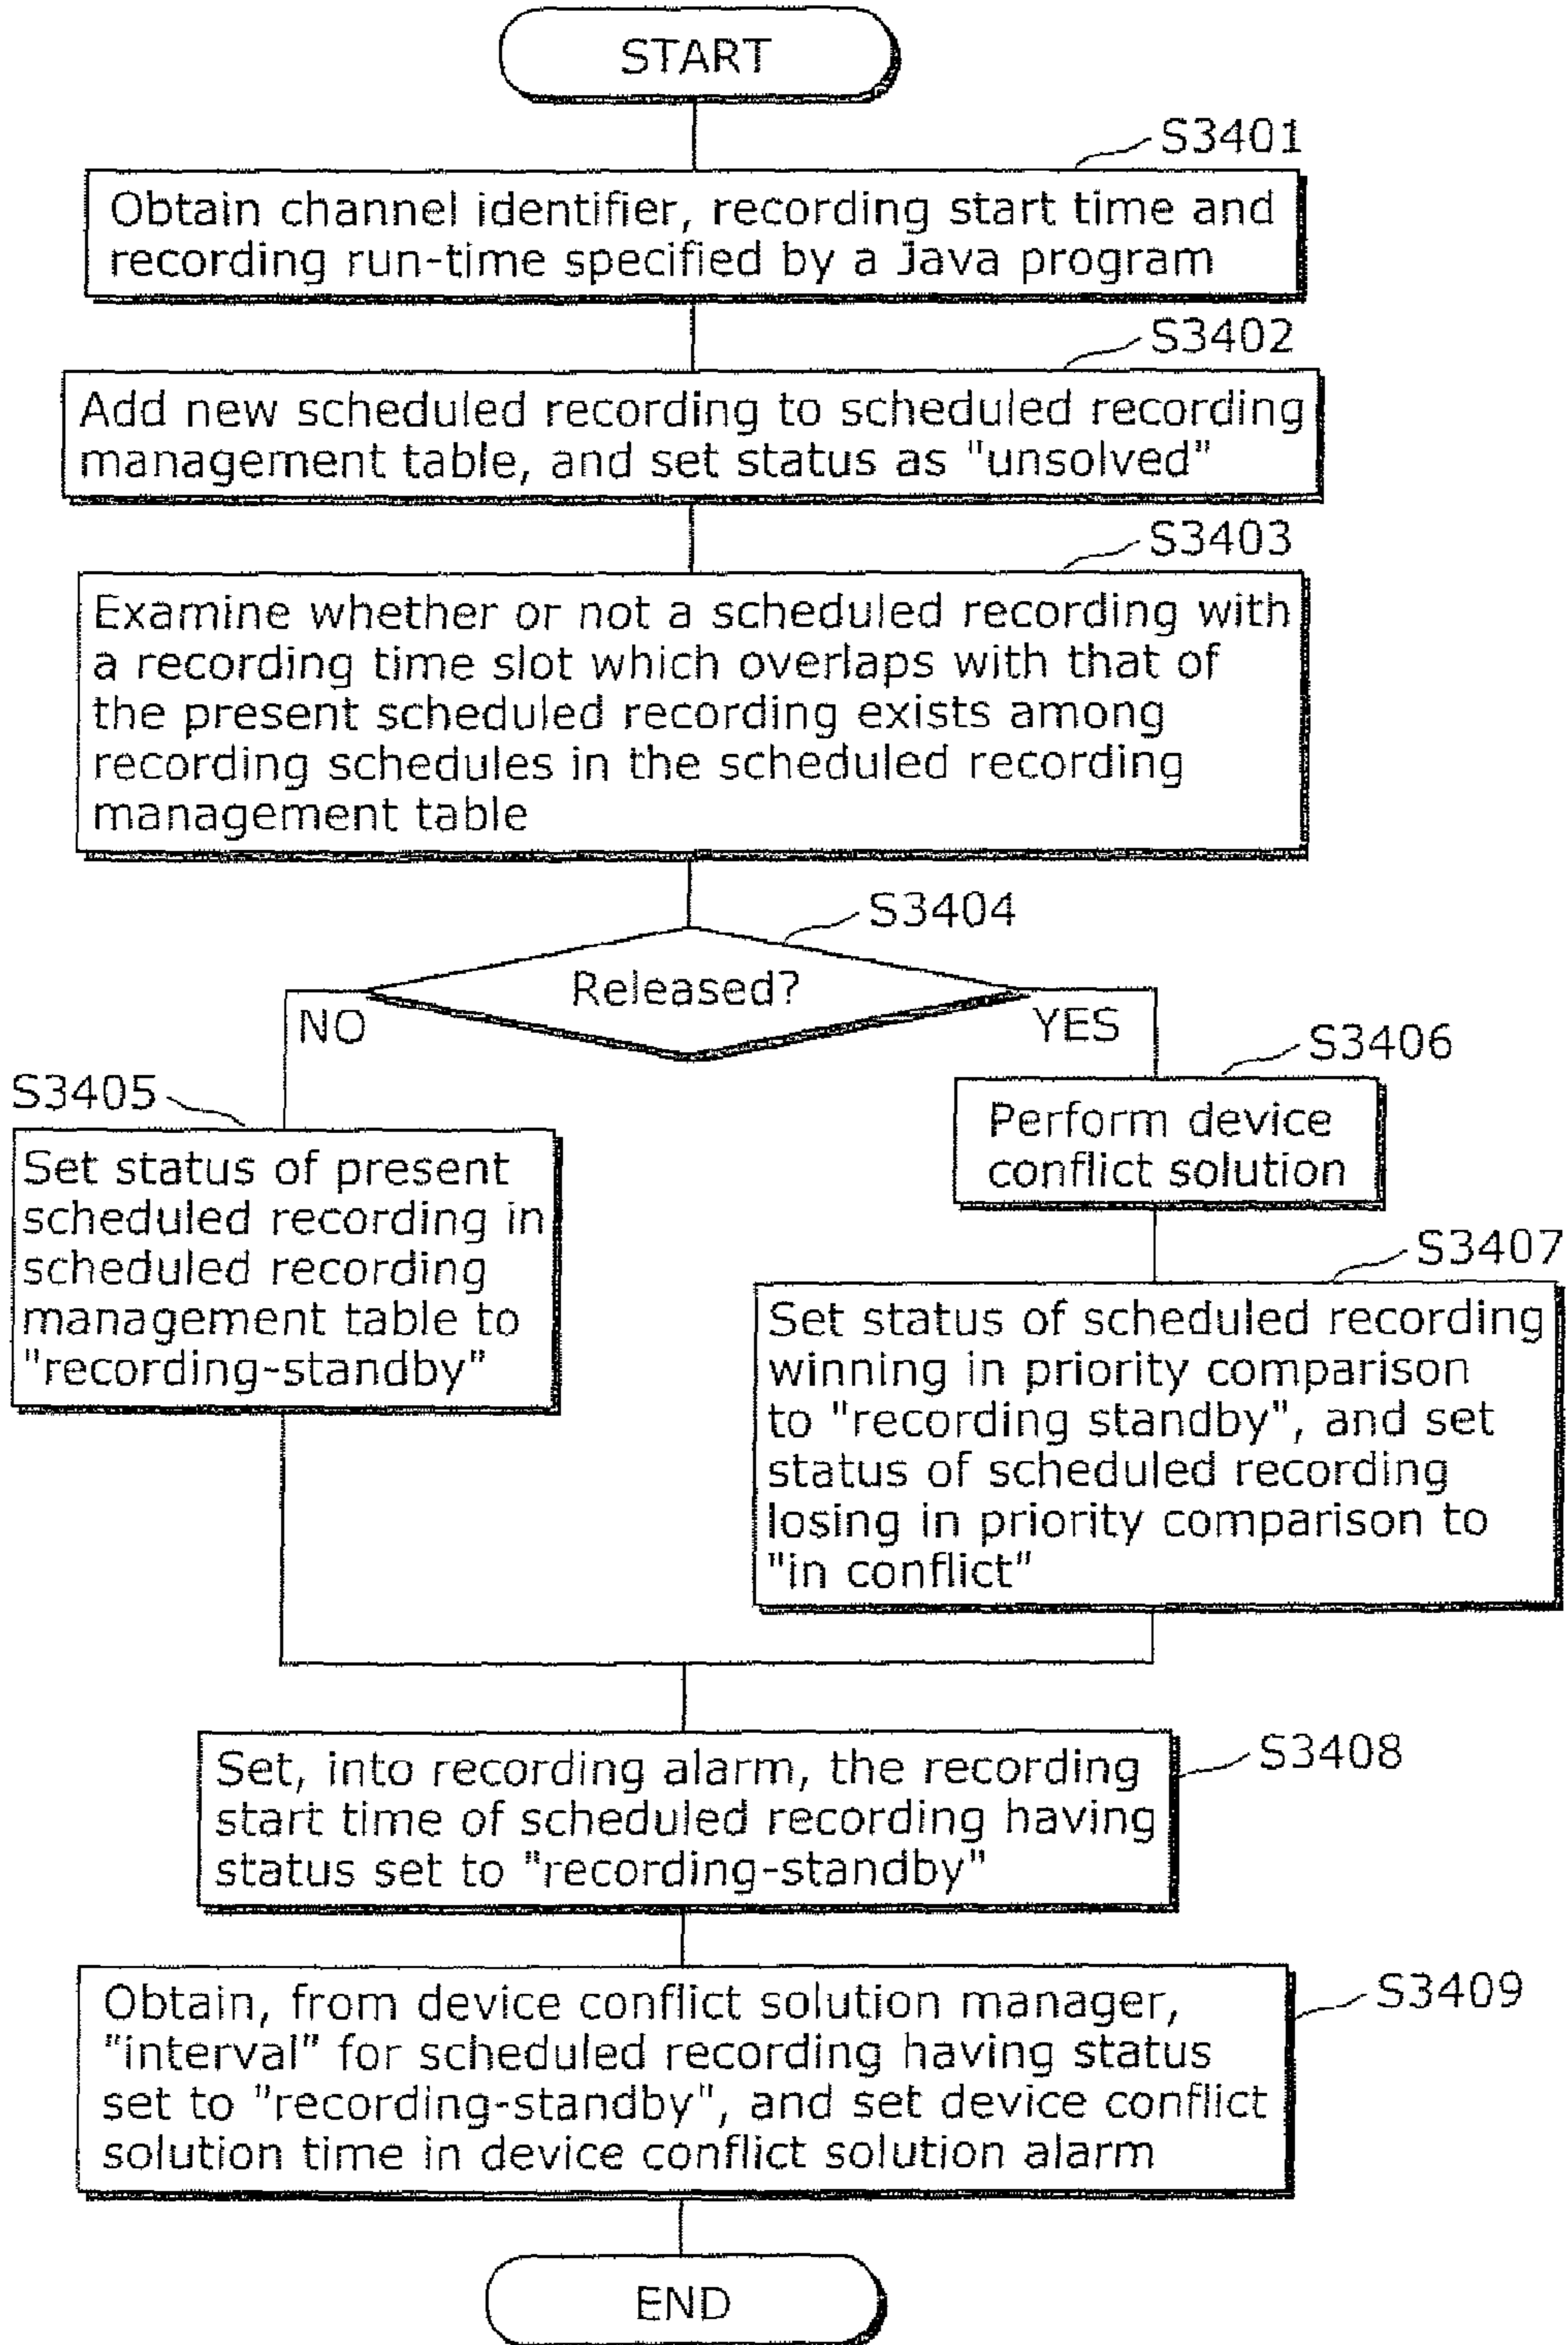 START
S3401
Obtain channel identifier, recording start time and
recording run-time specified by a Java program
S3402
Add new scheduled recording to scheduled recording
management table, and set status as "unsolved"
S3403
Examine whether or not a scheduled recording with
a recording time slot which overlaps with that of
the present scheduled recording exists among
recording schedules in the scheduled recording
management table
S3404
Released?
NO
YES
S3405
Set status of present
scheduled recording in
scheduled recording
management table to
"recording-standby"
S3406
Perform device
conflict solution
S3407
Set status of scheduled recording
winning in priority comparison
to "recording standby", and set
status of scheduled recording
losing in priority comparison to
"in conflict"
S3408
Set, into recording alarm, the recording
start time of scheduled recording having
status set to "recording-standby"
S3409
Obtain, from device conflict solution manager,
"interval" for scheduled recording having status
set to "recording-standby", and set device conflict
solution time in device conflict solution alarm
END